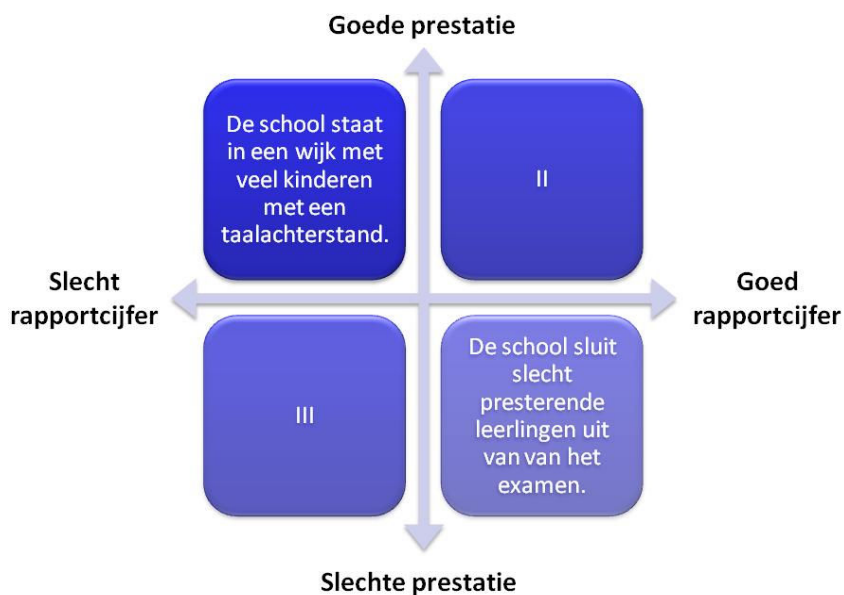 Goede prestatie
De school staat
in een wijk met
veel kinderen
met een
taalachterstand.
II
Slecht
rapportcijfer
Goed
rapportcijfer
III
De school sluit
slecht
presterende
leerlingen uit
van van het
examen.
Slechte prestatie